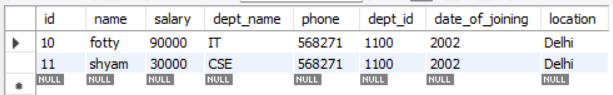 id name salary dept_name phone dept_id date_of_joining location
10 fotty 90000 IT 568271 1100 2002 Delhi
11 shyam 30000 CSE 568271 1100 2002 Delhi
NULL NULL NULL NULL NULL NULL NULL NULL